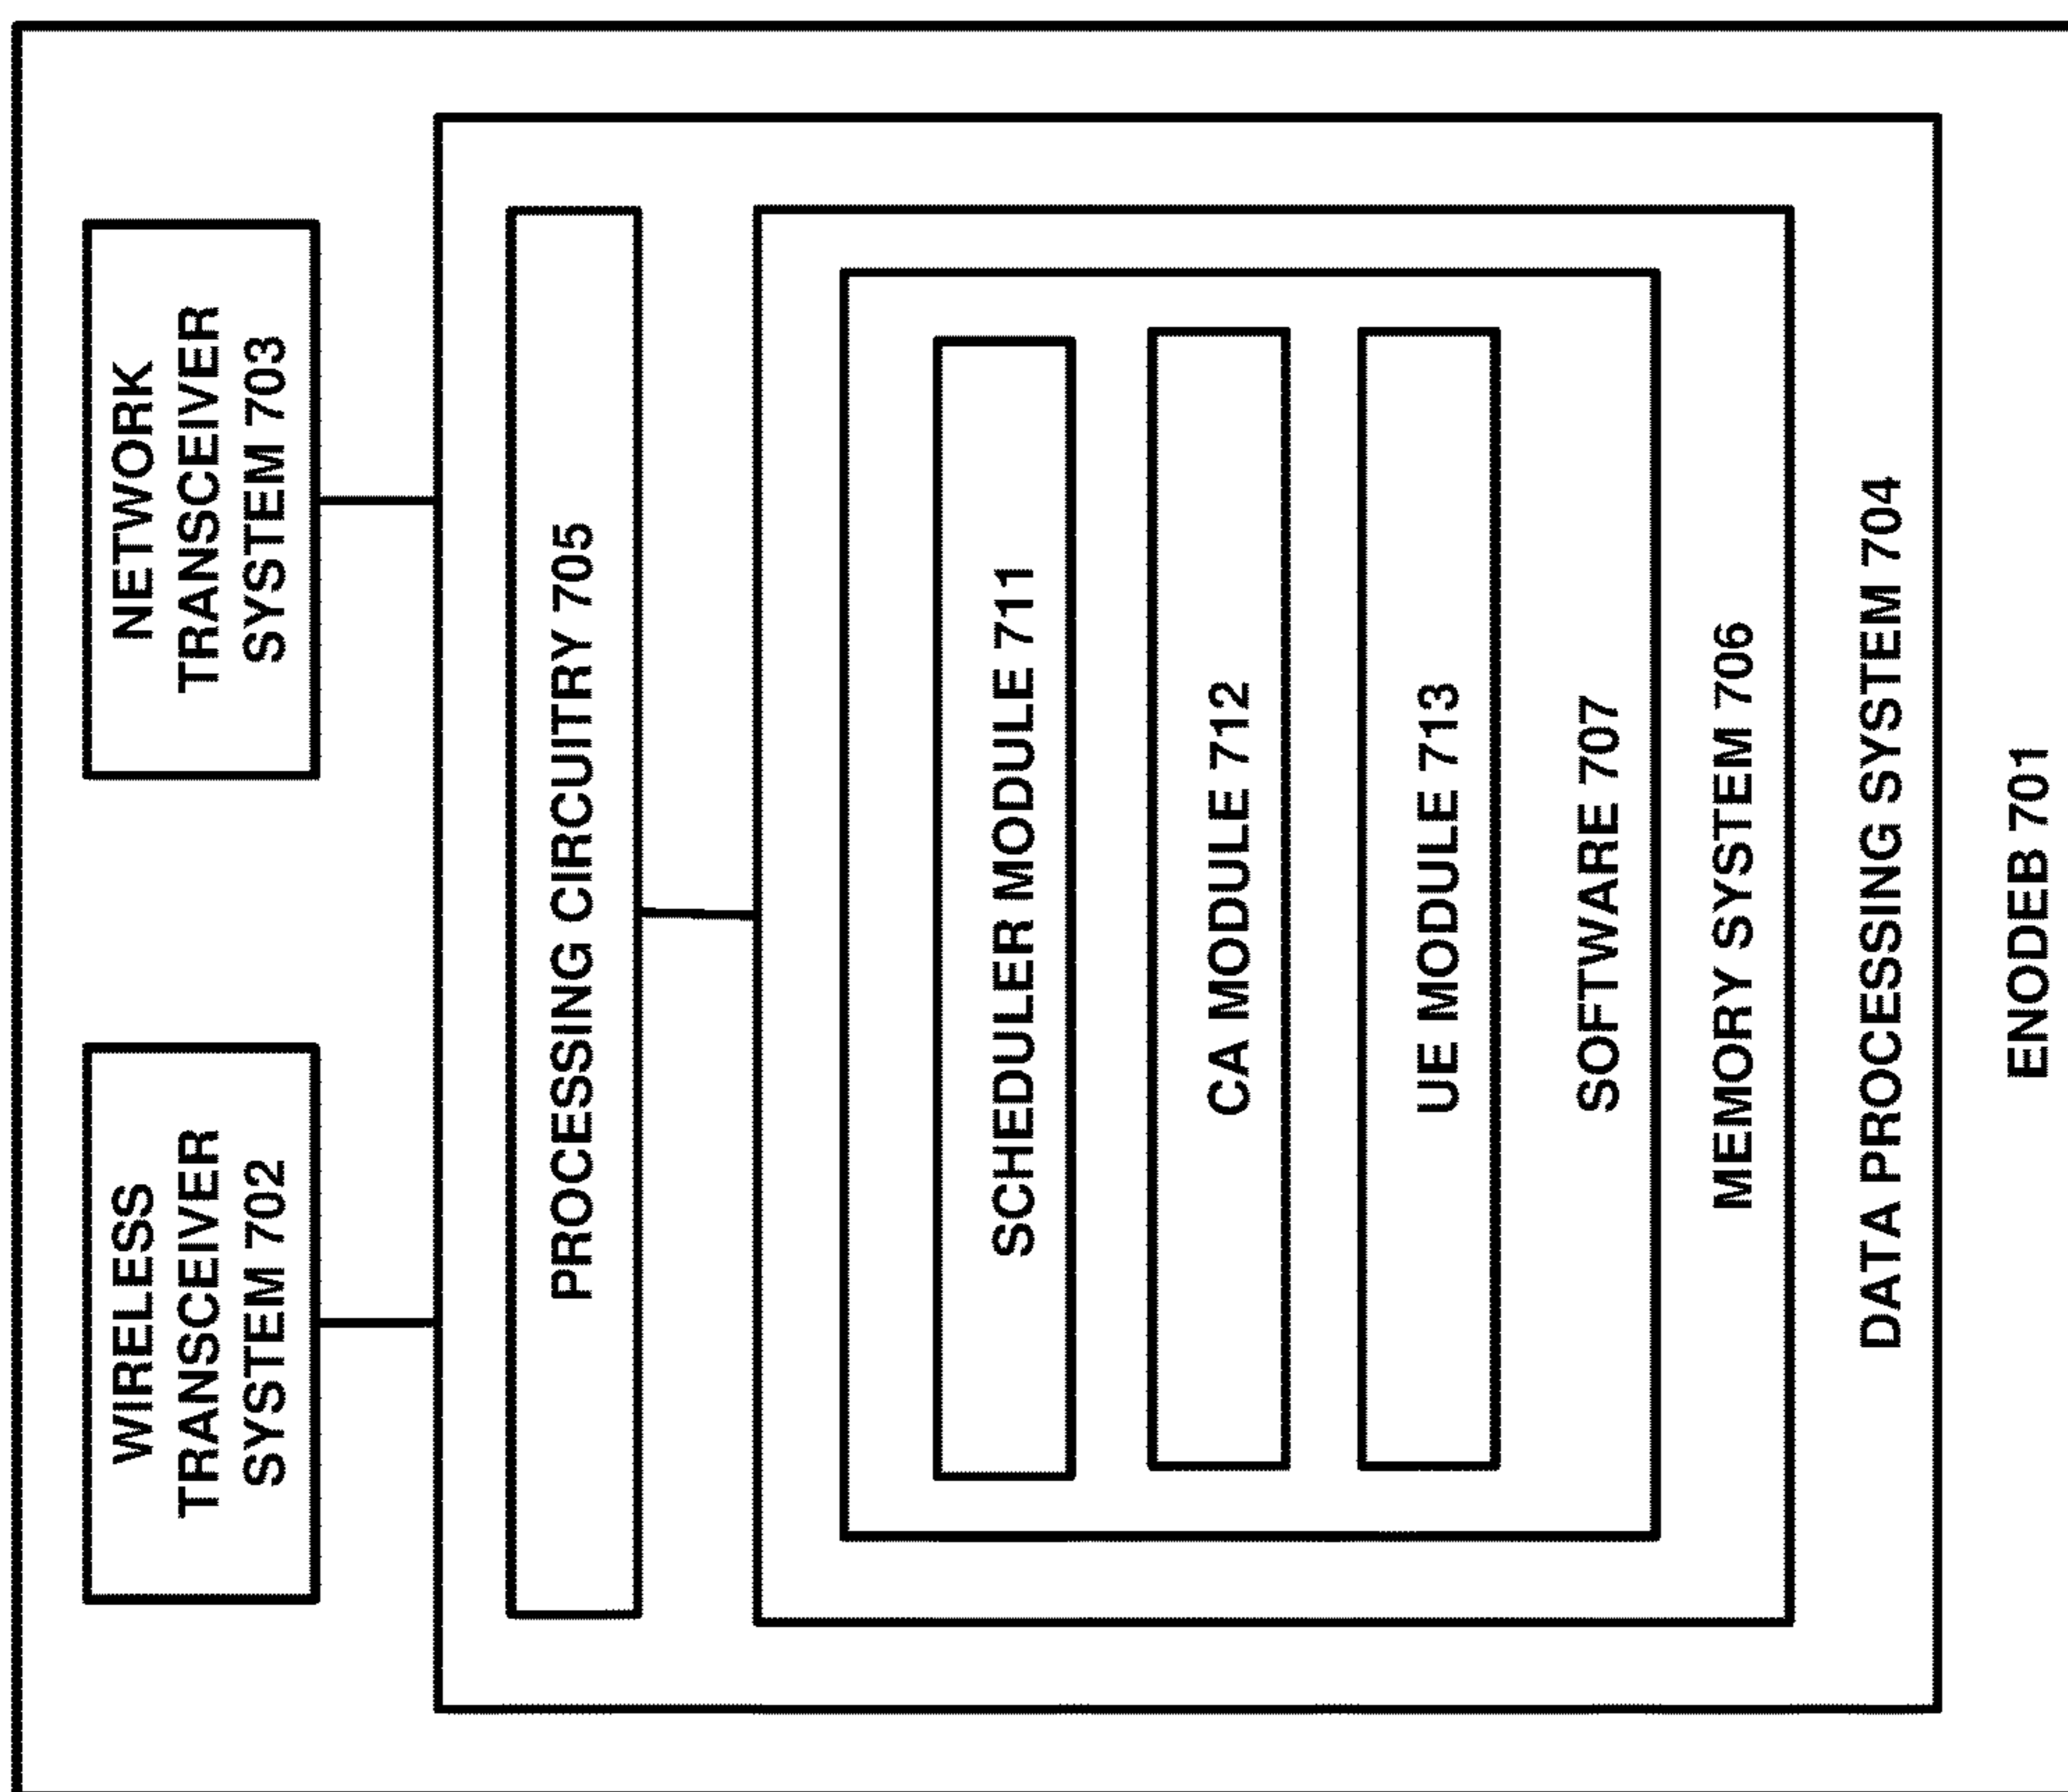 WIRELESS
TRANSCEIVER
SYSTEM 702
NETWORK
TRANSCEIVER
SYSTEM 703
PROCESSING CIRCUITRY 705
SCHEDULER MODULE 711
CA MODULE 712
UE MODULE 713
SOFTWARE 707
MEMORY SYSTEM 706
DATA PROCESSING SYSTEM 704
ENODEB 701